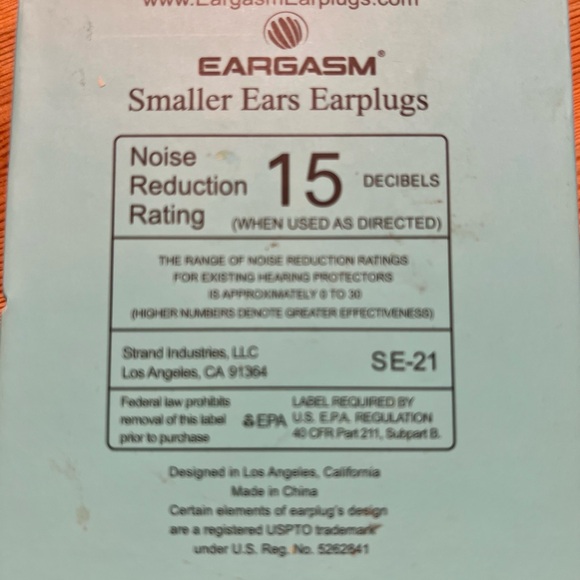 www.EargasmEarplugs.com
EARGASM®
Smaller Ears Earplugs
Noise Reduction Rating 15 DECIBELS
(WHEN USED AS DIRECTED)
THE RANGE OF NOISE REDUCTION RATINGS
FOR EXISTING HEARING PROTECTORS
IS APPROXIMATELY 0 TO 30
(HIGHER NUMBERS DENOTE GREATER EFFECTIVENESS)
Strand Industries, LLC
Los Angeles, CA 91364
SE-21
Federal law prohibits
removal of this label
prior to purchase
&EPA
LABEL REQUIRED BY
U.S. E.P.A. REGULATION
40 CFR Part 211, Subpart B.
Designed in Los Angeles, California
Made in China
Certain elements of earplug's design
are a registered USPTO trademark
under U.S. Reg. No. 5262841